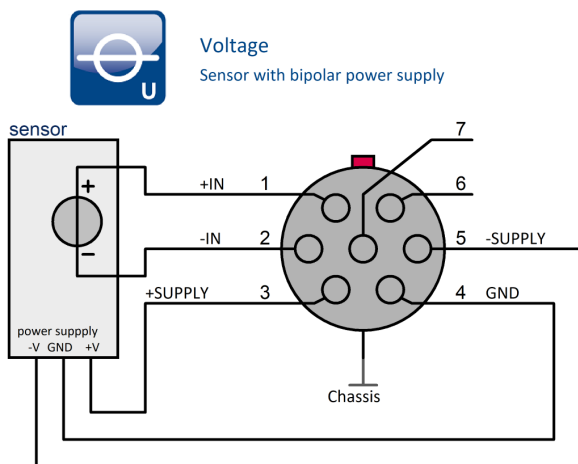 U
Voltage
Sensor with bipolar power supply
sensor
7
+
+IN 1
6
-IN 2
5 -SUPPLY
−
+SUPPLY 3
4 GND
power suppply
-V GND +V
Chassis